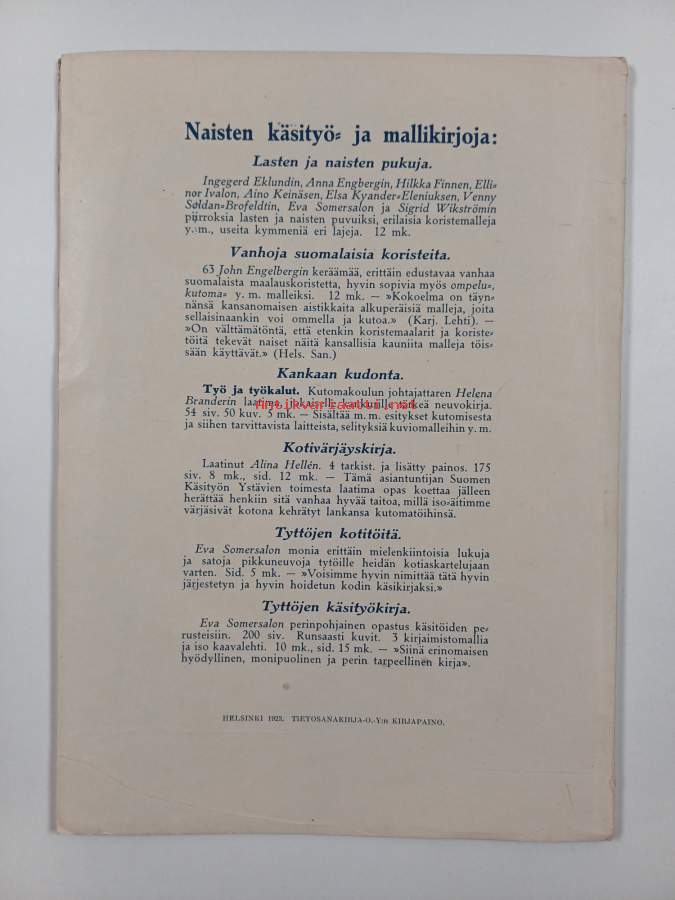 Naisten käsityö- ja mallikirjoja:
Lasten ja naisten pukuja.
Ingegerd Eklundin, Anna Engbergin, Hilkka Finnen, Elli-
nor Ivalon, Aino Keinäsen, Elsa Kyander-Eleniuksen, Venny
Soldan-Brofeldtin, Eva Somersalon ja Sigrid Wikströmin
piirroksia lasten ja naisten puvuiksi, erilaisia koristemalleja
y. m., useita kymmeniä eri lajeja. 12 mk.
Vanhoja suomalaisia koristeita.
63 John Engelbergin keräämää, erittäin edustavaa vanhaa
suomalaista maalauskoristetta, hyvin sopivia myös ompelu-,
kutoma- y. m. malleiksi. 12 mk. — »Kokoelma on täyn-
nänsä kansanomaisen aistikkaita alkuperäisiä malleja, joita
sellaisinaankin voi ommella ja kutoa.» (Karj. Lehti). —
»On välttämätöntä, että etenkin koristemaalarit ja koriste-
töitä tekevät naiset näitä kansallisia kauniita malleja töis-
sään käyttävät.» (Hels. San.)
Kankaan kudonta.
Työ ja työkalut. Kutomakoulun johtajattaren Helena
Branderin laatima jokaiselle kutkuille tärkeä neuvokirja.
Antikvariaatti.net
54 siv. 50 kuv. 5 mk. — Sisältää m. m. esitykset kutomisesta
ja siihen tarvittavista laitteista, selityksiä kuviomalleihin y. m.
Kotivärjäyskirja.
Laatinut Alina Hellén. 4 tarkist. ja lisätty painos. 175
siv. 8 mk., sid. 12 mk. — Tämä asiantuntijan Suomen
Käsityön Ystävien toimesta laatima opas koettaa jälleen
herättää henkiin sitä vanhaa hyvää taitoa, millä iso-äitimme
värjäsivät kotona kehrätyt lankansa kutomatöihinsä.
Tyttöjen kotitöitä.
Eva Somersalon monia erittäin mielenkiintoisia lukuja
ja satoja pikkuneuvoja tytöille heidän kotiaskartelujaan
varten. Sid. 5 mk. — »Voisimme hyvin nimittää tätä hyvin
järjestetyn ja hyvin hoidetun kodin käsikirjaksi.»
Tyttöjen käsityökirja.
Eva Somersalon perinpohjainen opastus käsitöiden pe-
rusteisiin. 200 siv. Runsaasti kuvit. 3 kirjaimistomallia
ja iso kaavalehti. 10 mk., sid. 15 mk. — »Siinä erinomaisen
hyödyllinen, monipuolinen ja perin tarpeellinen kirja».
HELSINKI 1923. TIETOSANAKIRJA-O.-Y:n KIRJAPAINO.